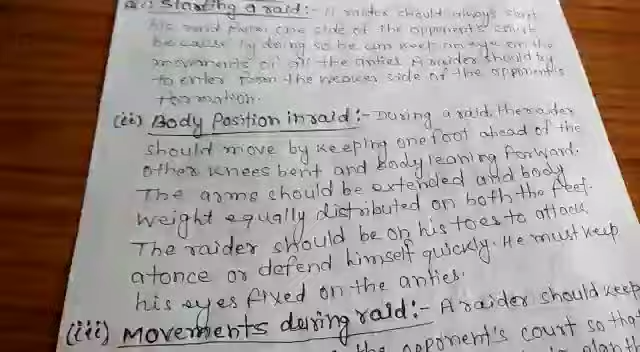 (i) Starting a raid:- A raider should always start
his raid from one side of the opponent's court
because by doing so he can keep an eye on the
movements of all the anties A raider should try
to enter from the weaker side of the opponent's
formation.
(ii) Body Position in raid:- During a raid, the raider
should move by keeping one foot ahead of the
other knees bent and body leaning forward.
The arms should be extended and body
weight equally distributed on both the feet.
The raider should be on his toes to attack
atonce or defend himself quickly. He must keep
his eyes fixed on the anties.
(iii) Movements during raid:- A raider should keep
the opponent's court so that